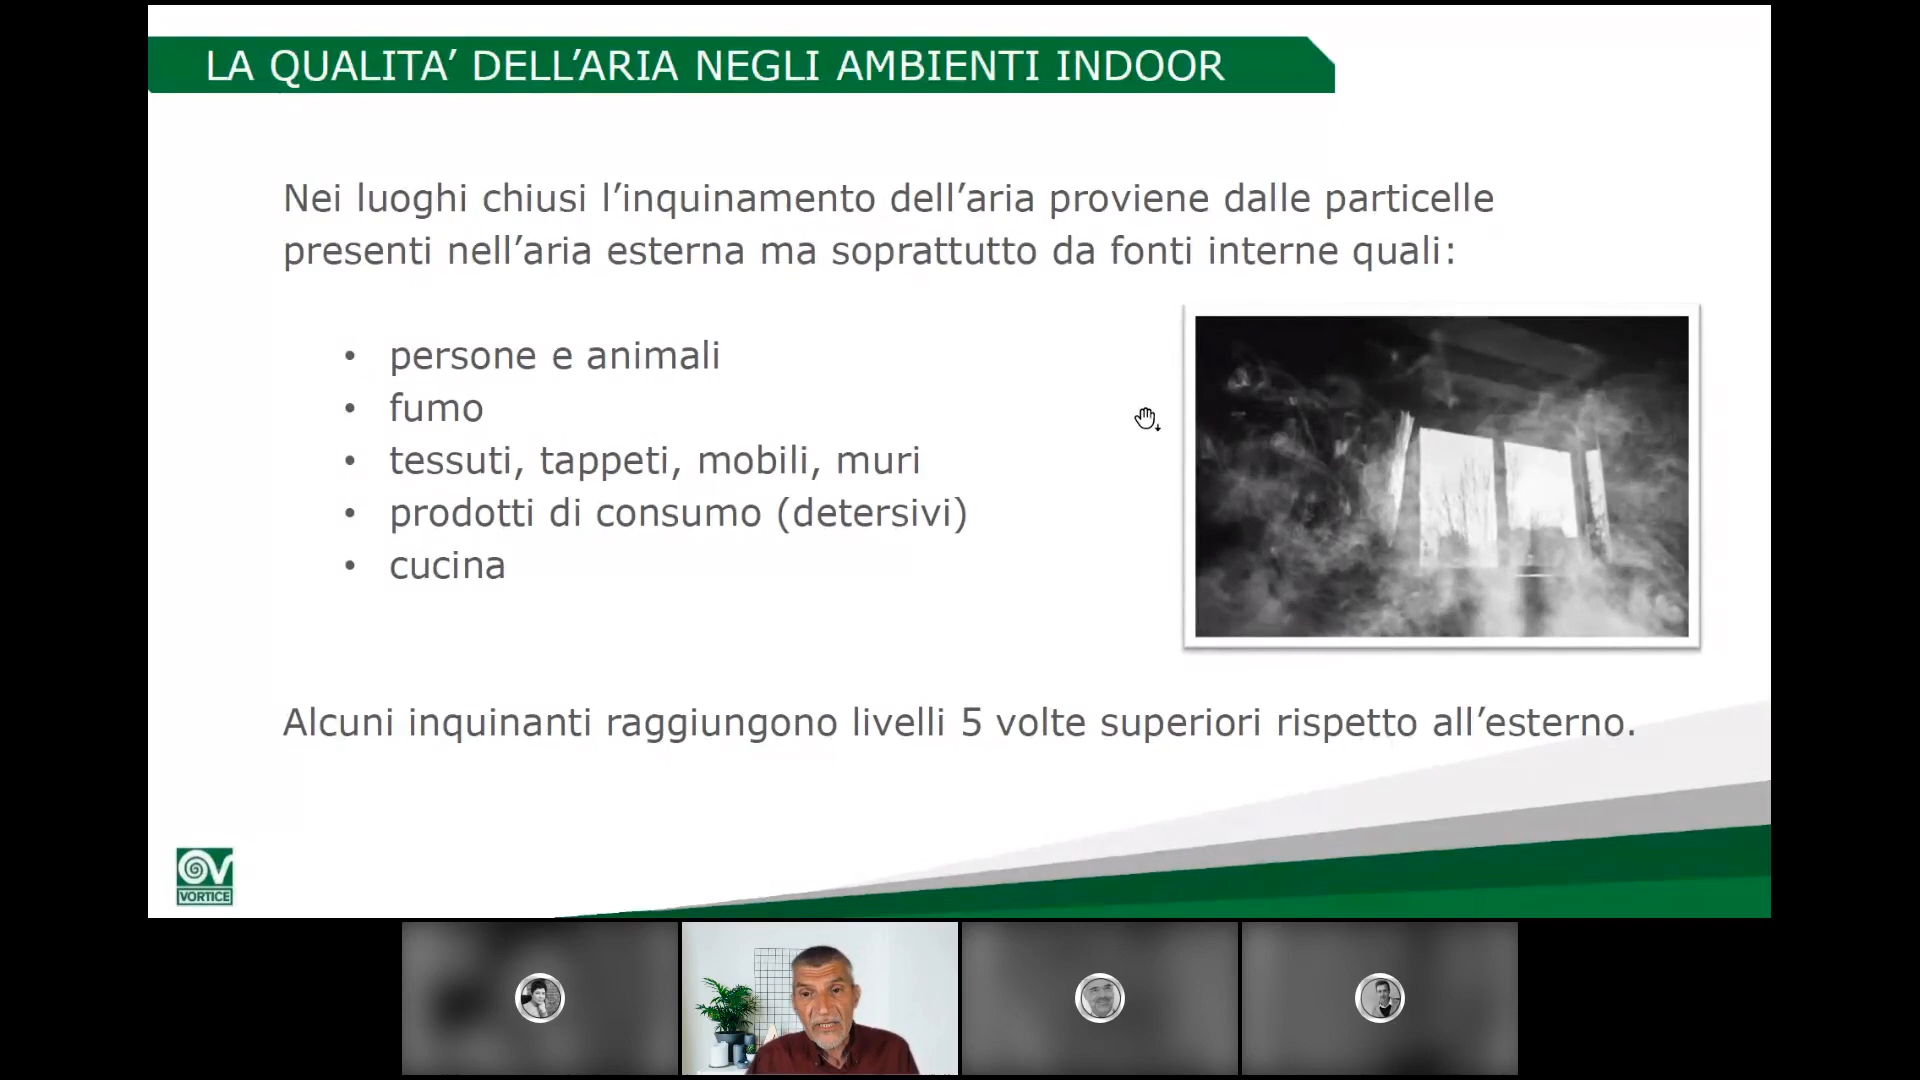 LA QUALITA’ DELL’ARIA NEGLI AMBIENTI INDOOR
Nei luoghi chiusi l’inquinamento dell’aria proviene dalle particelle
presenti nell’aria esterna ma soprattutto da fonti interne quali:
• persone e animali
• fumo
• tessuti, tappeti, mobili, muri
• prodotti di consumo (detersivi)
• cucina
Alcuni inquinanti raggiungono livelli 5 volte superiori rispetto all’esterno.
VORTICE